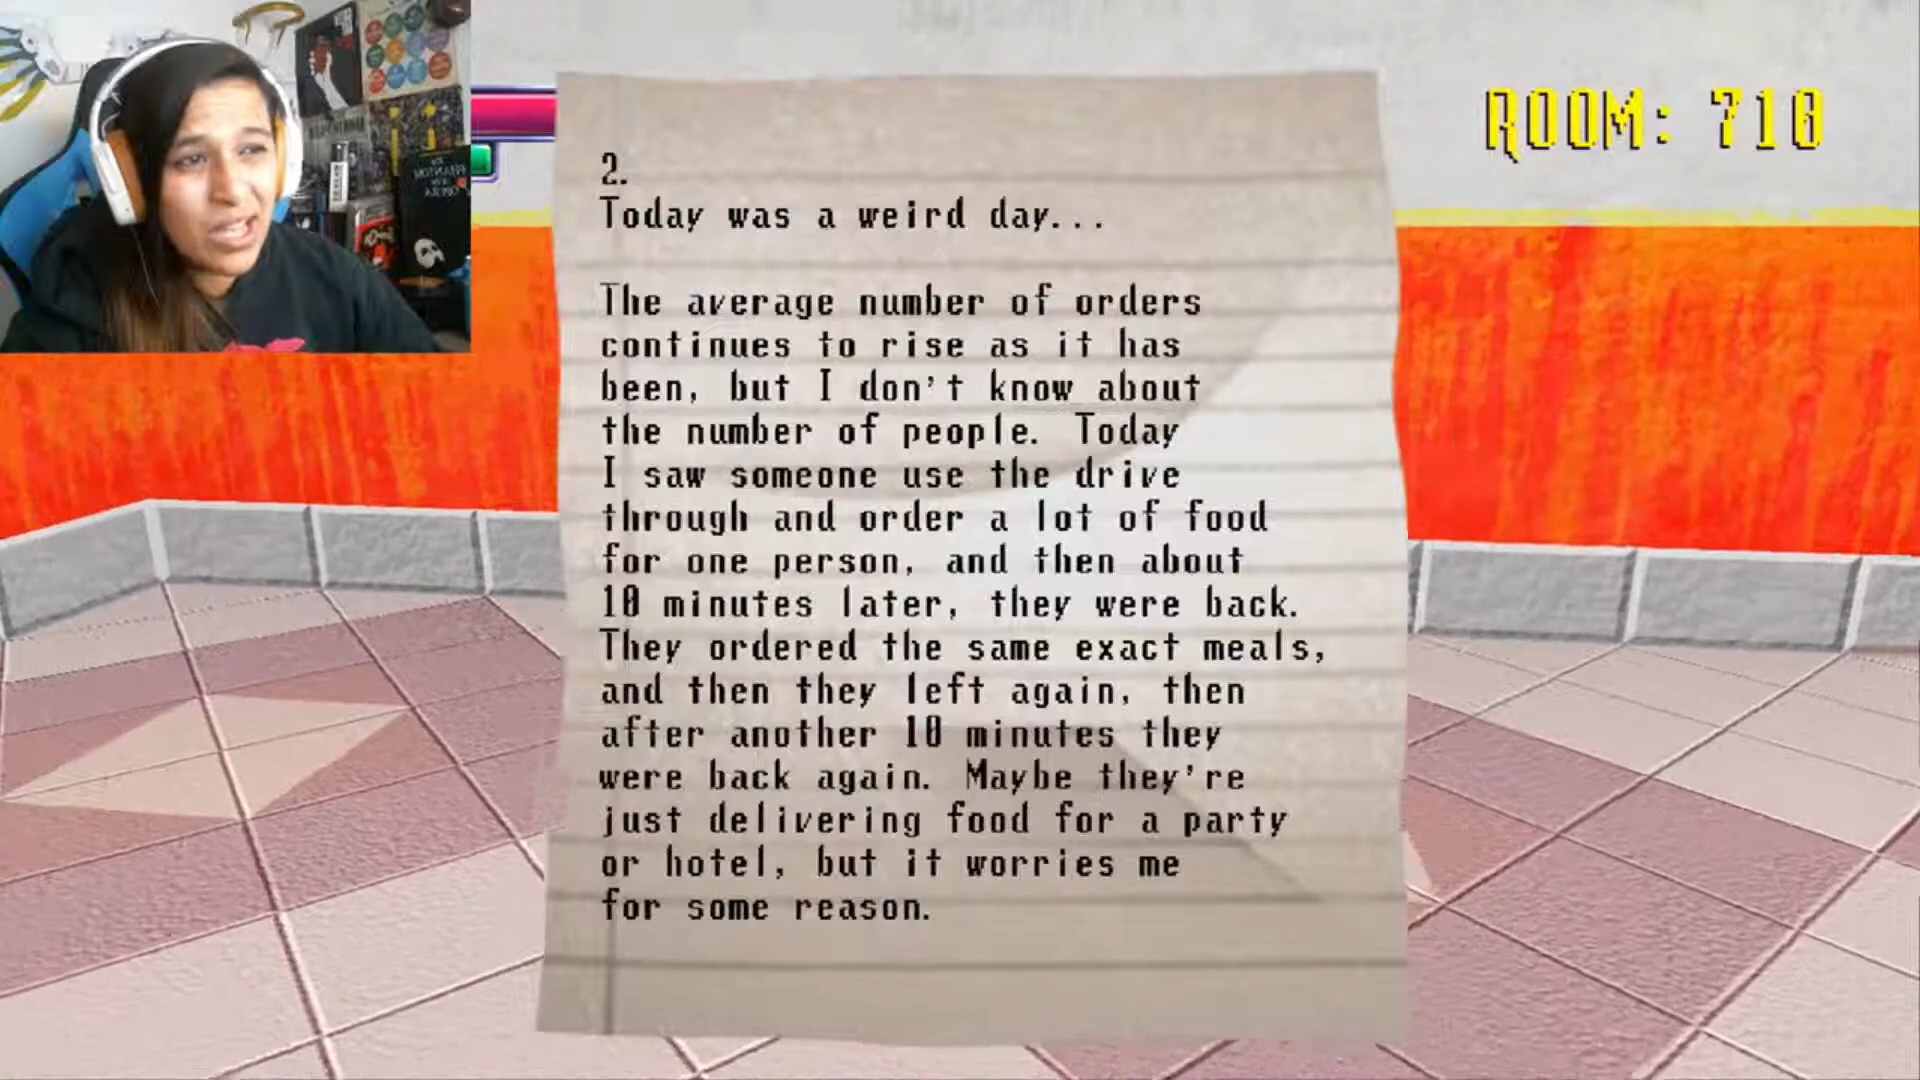 ROOM: 710
2.
Today was a weird day...
The average number of orders
continues to rise as it has
been, but I don't know about
the number of people. Today
I saw someone use the drive
through and order a lot of food
for one person, and then about
10 minutes later, they were back.
They ordered the same exact meals,
and then they left again, then
after another 10 minutes they
were back again. Maybe they're
just delivering food for a party
or hotel, but it worries me
for some reason.